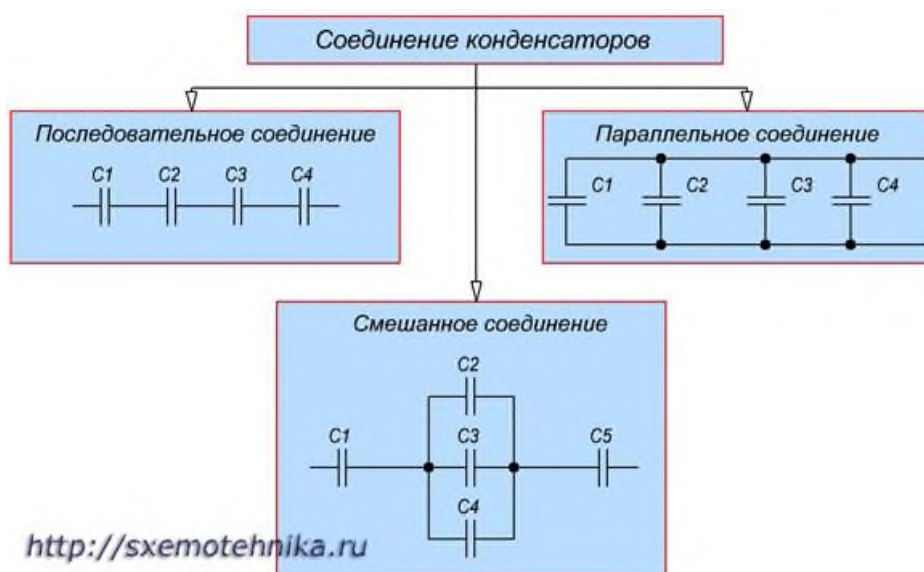 Соединение конденсаторов
Последовательное соединение
C1 C2 C3 C4
Параллельное соединение
C1 C2 C3 C4
Смешанное соединение
C2
C1 C3 C5
C4
http://sxemotehnika.ru